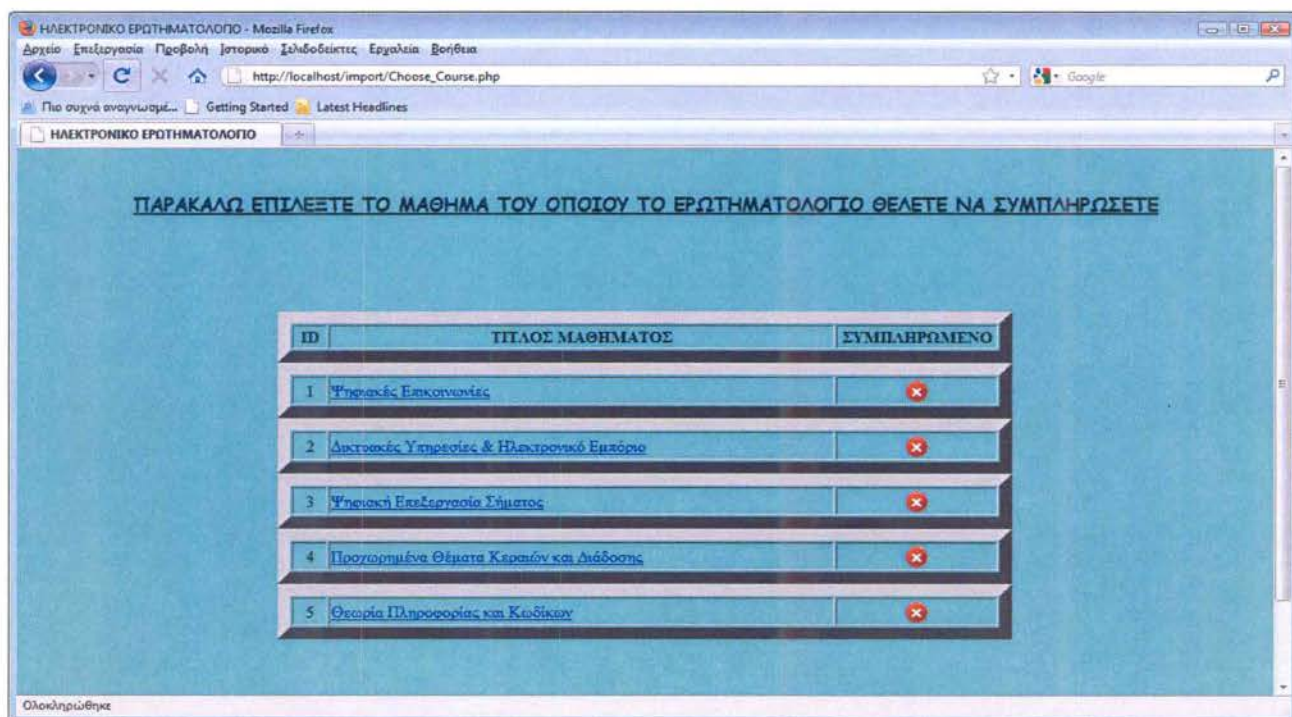 ΗΛΕΚΤΡΟΝΙΚΟ ΕΡΩΤΗΜΑΤΟΛΟΓΙΟ - Mozilla Firefox
Αρχείο Επεξεργασία Προβολή Ιστορικό Σελιδοδείκτες Εργαλεία Βοήθεια
http://localhost/import/Choose_Course.php Google
Πιο συχνά αναγνωσμέ... Getting Started Latest Headlines
ΗΛΕΚΤΡΟΝΙΚΟ ΕΡΩΤΗΜΑΤΟΛΟΓΙΟ
ΠΑΡΑΚΑΛΩ ΕΠΙΛΕΞΤΕ ΤΟ ΜΑΘΗΜΑ ΤΟΥ ΟΠΟΙΟΥ ΤΟ ΕΡΩΤΗΜΑΤΟΛΟΓΙΟ ΘΕΛΕΤΕ ΝΑ ΣΥΜΠΛΗΡΩΣΕΤΕ
ID ΤΙΤΛΟΣ ΜΑΘΗΜΑΤΟΣ ΣΥΜΠΛΗΡΩΜΕΝΟ
1 Ψηφιακές Επικοινωνίες
2 Δικτυακές Υπηρεσίες & Ηλεκτρονικό Εμπόριο
3 Ψηφιακή Επεξεργασία Σήματος
4 Προχωρημένα Θέματα Κεραιών και Διάδοσης
5 Θεωρία Πληροφορίας και Κωδίκων
Ολοκληρώθηκε